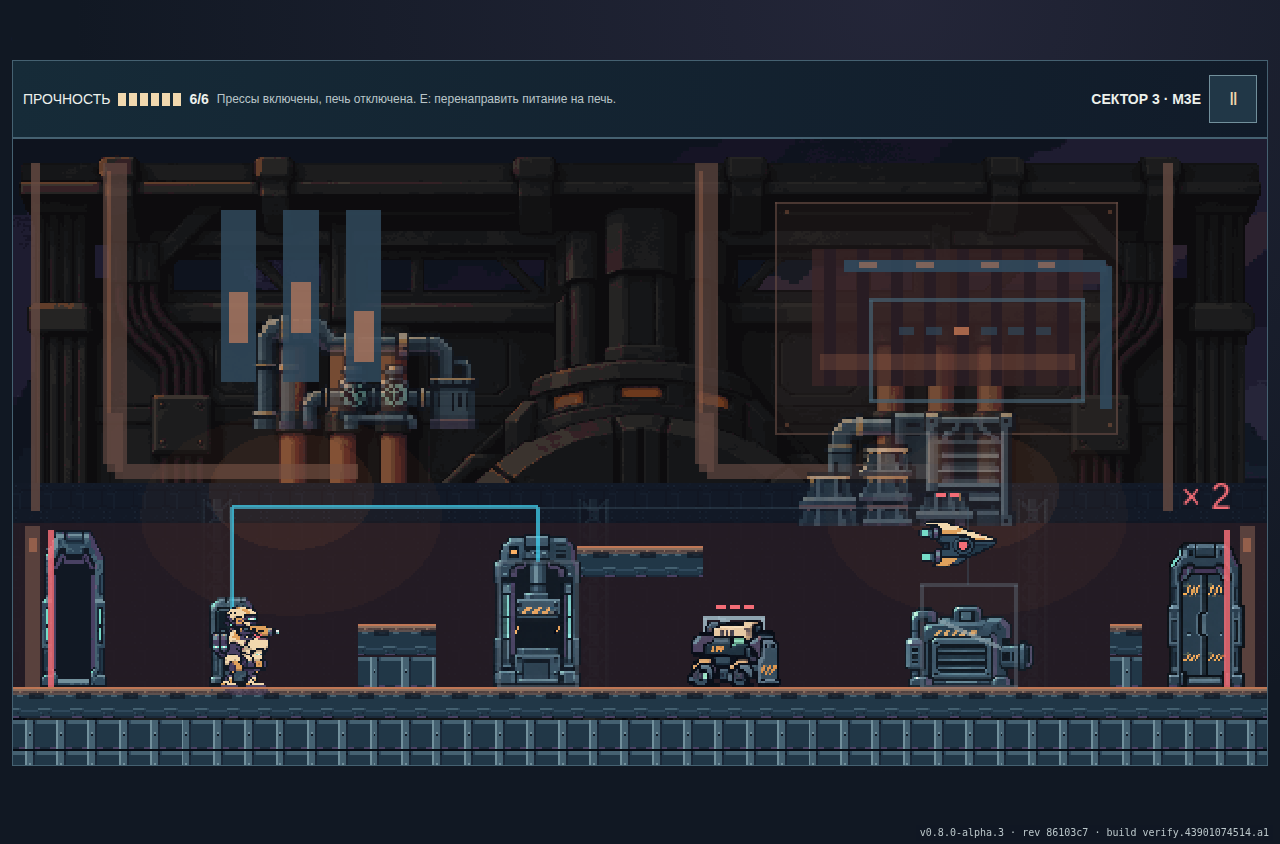 ПРОЧНОСТЬ 6/6 Прессы включены, печь отключена. E: перенаправить питание на печь. СЕКТОР 3 · МЗЕ ||
× 2
v0.8.0-alpha.3 · rev 86103c7 · build verify.43901074514.a1